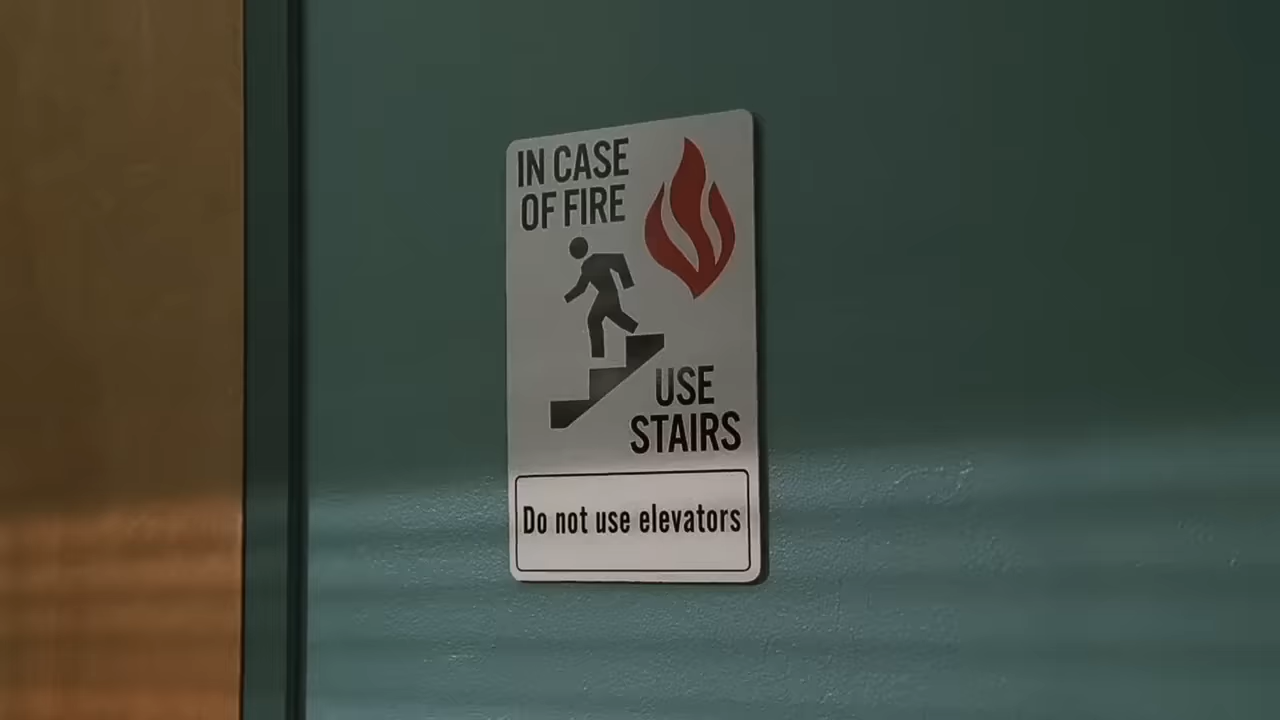 IN CASE
OF FIRE
USE
STAIRS
Do not use elevators